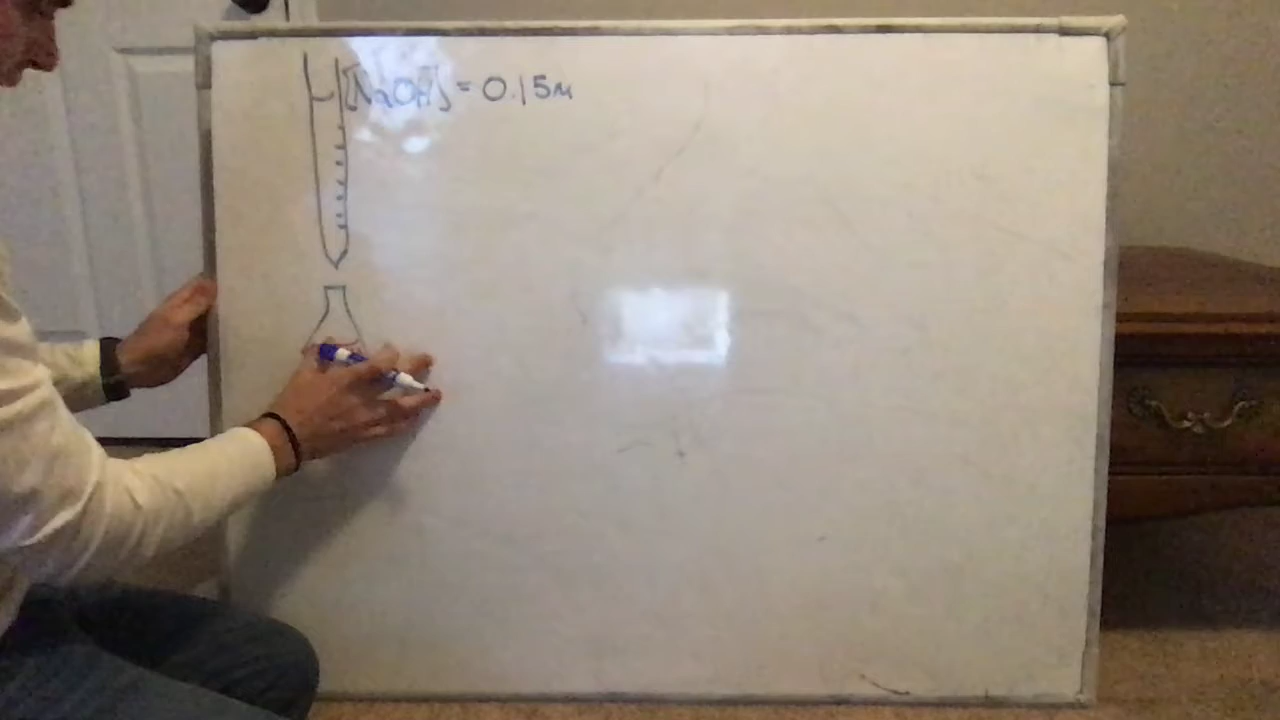 [NaOH] = 0.15M